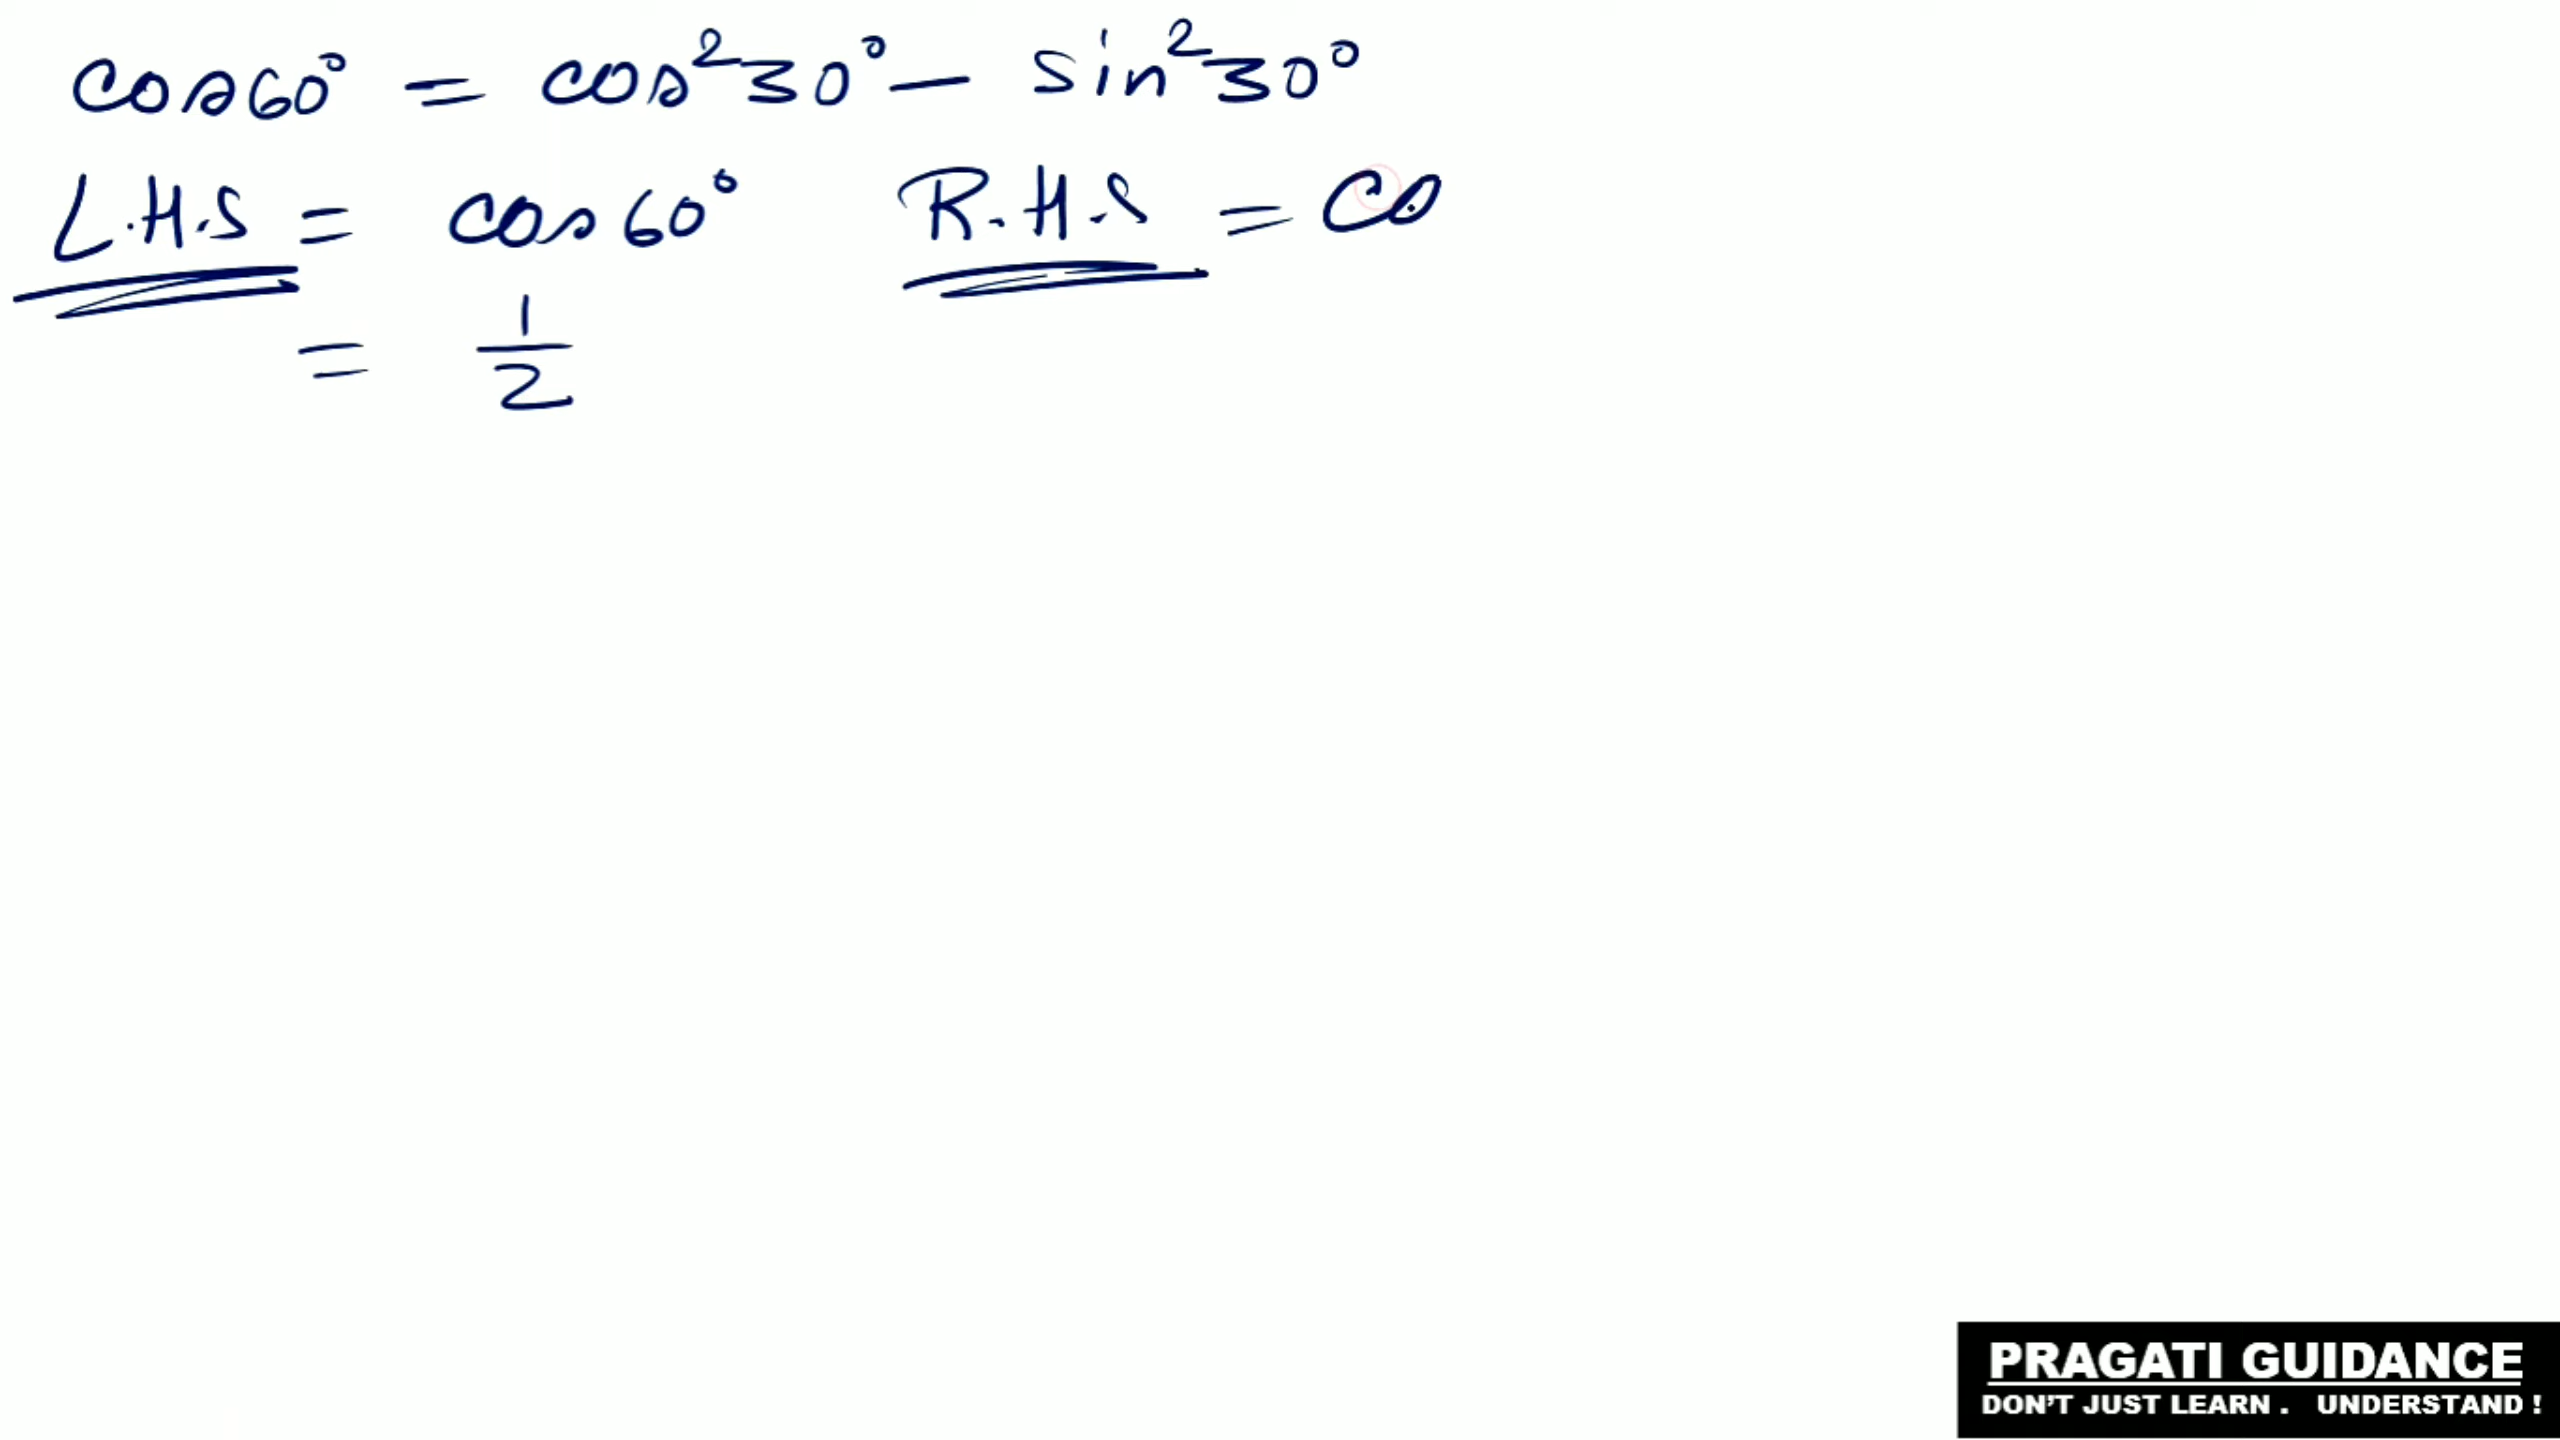 cos60° = cos²30° − sin²30°
L.H.S = cos60° R.H.S = co
= 1/2
PRAGATI GUIDANCE
DON'T JUST LEARN . UNDERSTAND !